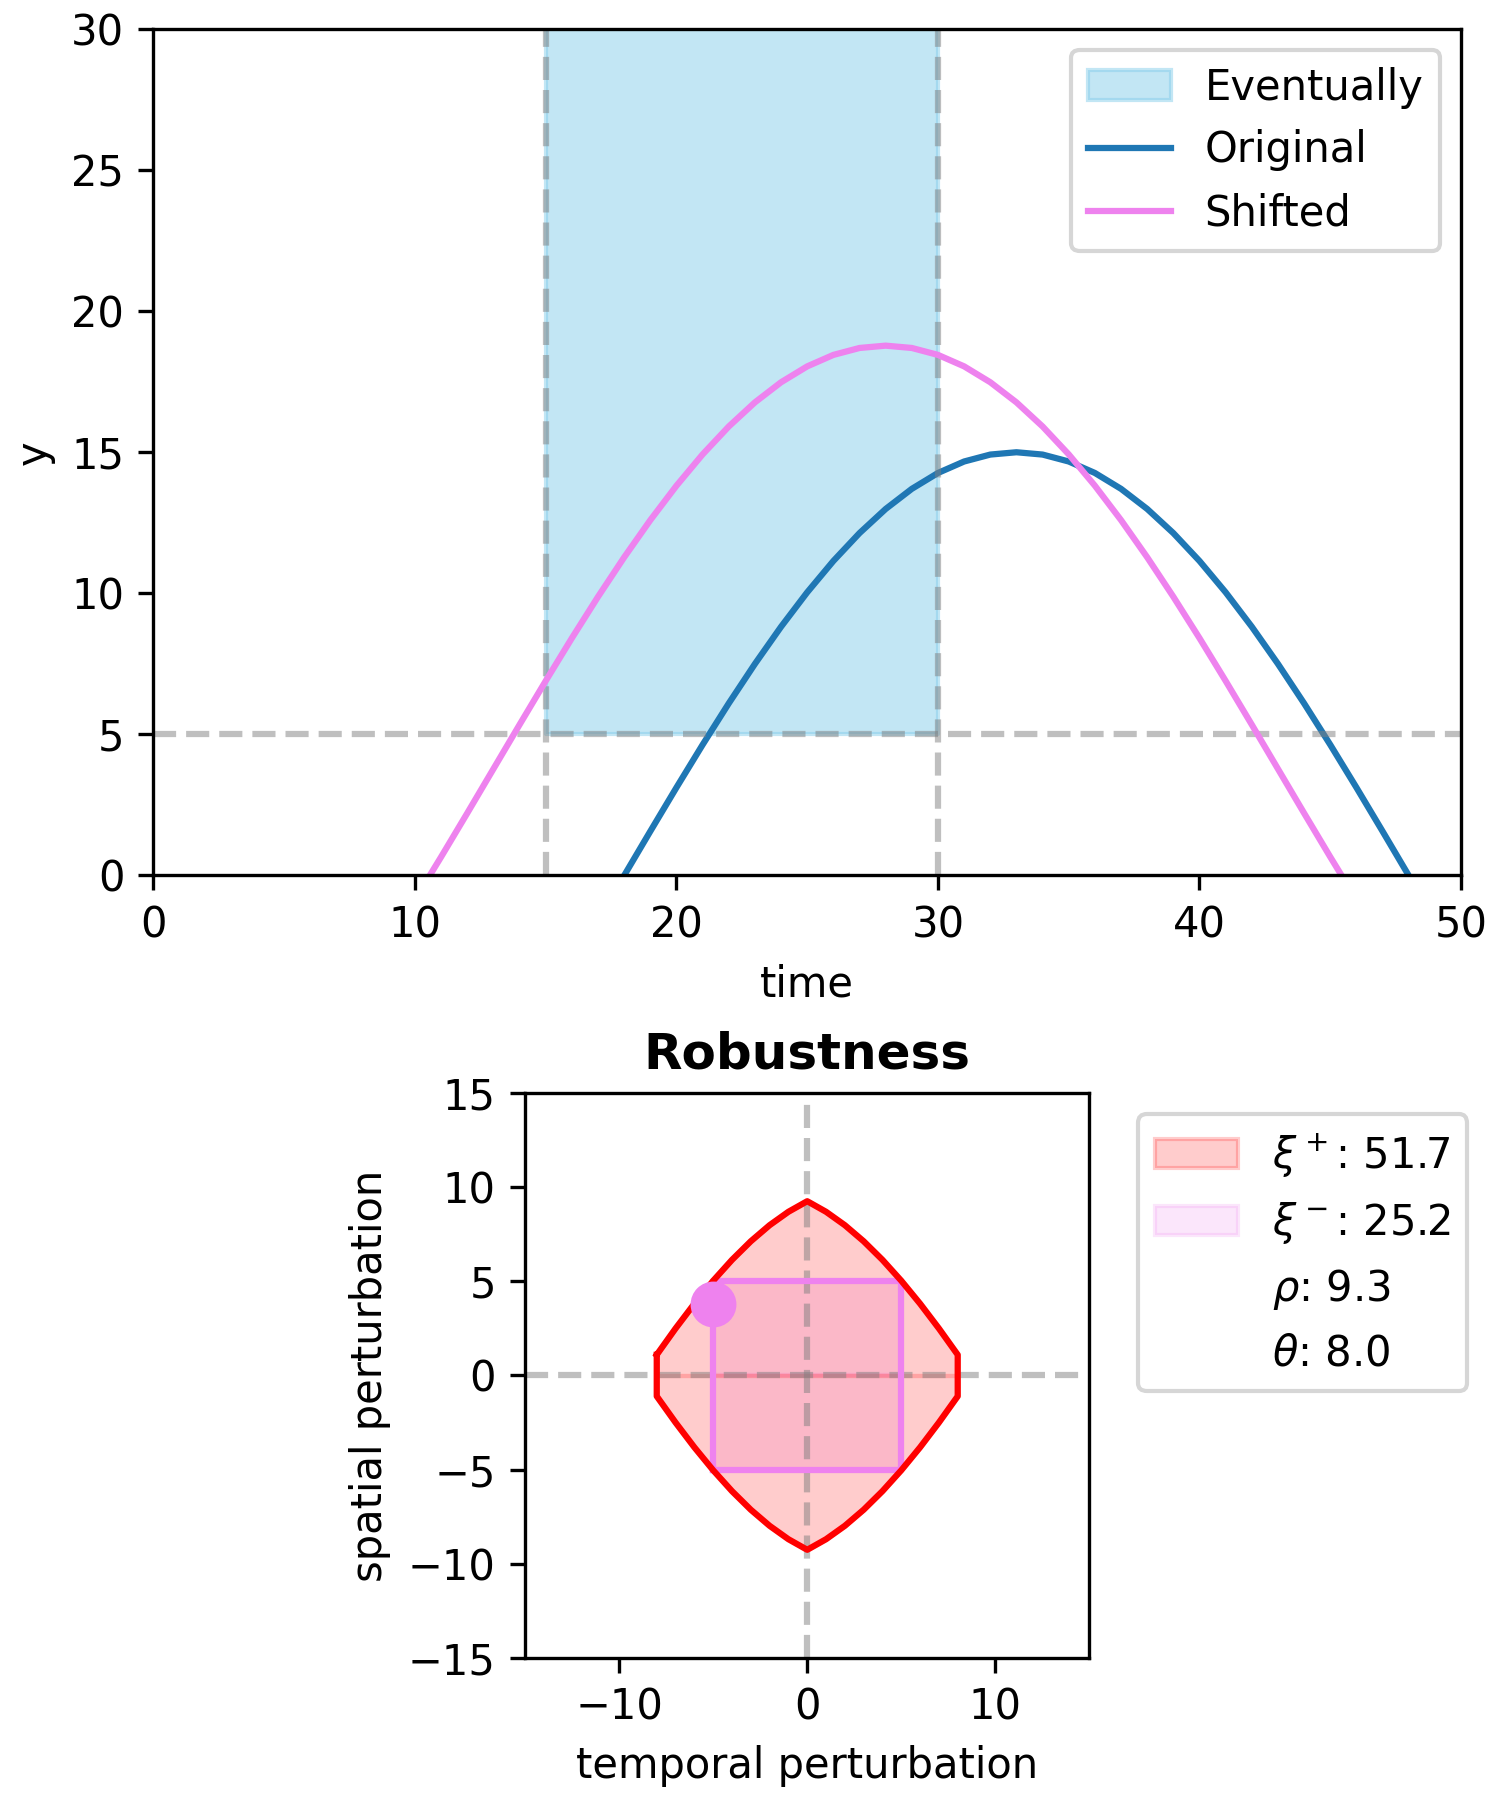 30
25
20
15
10
5
0
y
Eventually
Original
Shifted
0 10 20 30 40 50
time
Robustness
15
10
5
0
−5
−10
−15
spatial perturbation
ξ⁺: 51.7
ξ⁻: 25.2
ρ: 9.3
θ: 8.0
−10 0 10
temporal perturbation